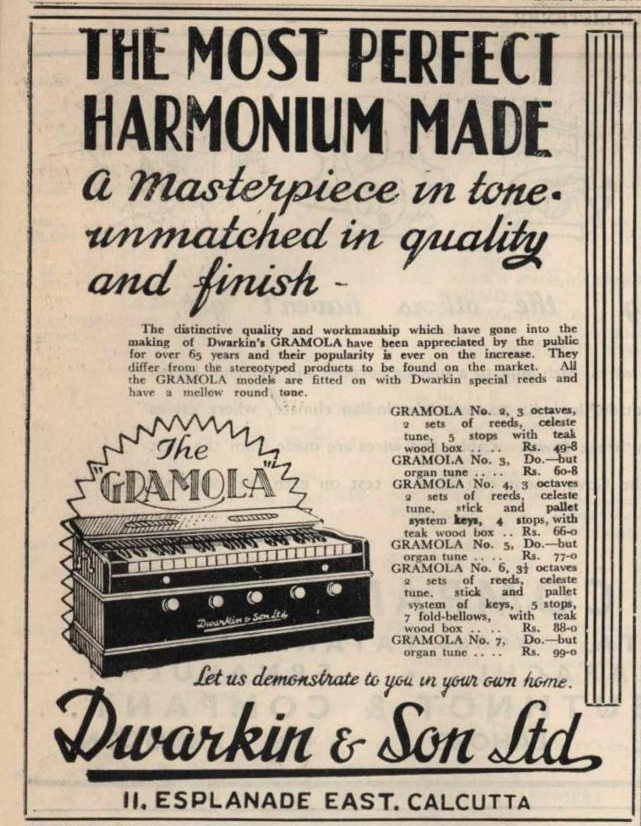 THE MOST PERFECT
HARMONIUM MADE
A Masterpiece in tone.
unmatched in quality
and finish -
The distinctive quality and workmanship which have gone into the
making of Dwarkin's GRAMOLA have been appreciated by the public
for over 65 years and their popularity is ever on the increase. They
differ from the stereotyped products to be found on the market. All
the GRAMOLA models are fitted on with Dwarkin special reeds and
have a mellow round tone.
The
"GRAMOLA"
Dwarkin & Son Ltd.
GRAMOLA No. 2, 3 octaves,
2 sets of reeds, celeste
tune, 5 stops with teak
wood box .. .. Rs. 49-8
GRAMOLA No. 3, Do.—but
organ tune .. .. Rs. 60-8
GRAMOLA No. 4, 3 octaves
2 sets of reeds, celeste
tune, stick and pallet
system keys, 4 stops, with
teak wood box .. Rs. 66-0
GRAMOLA No. 5, Do.—but
organ tune .. .. Rs. 77-0
GRAMOLA No. 6, 3½ octaves
2 sets of reeds, celeste
tune, stick and pallet
system of keys, 5 stops,
7 fold-bellows, with teak
wood box .. .. Rs. 88-0
GRAMOLA No. 7, Do.—but
organ tune .. .. Rs. 99-0
Let us demonstrate to you in your own home.
Dwarkin & Son Ltd.
11, ESPLANADE EAST. CALCUTTA